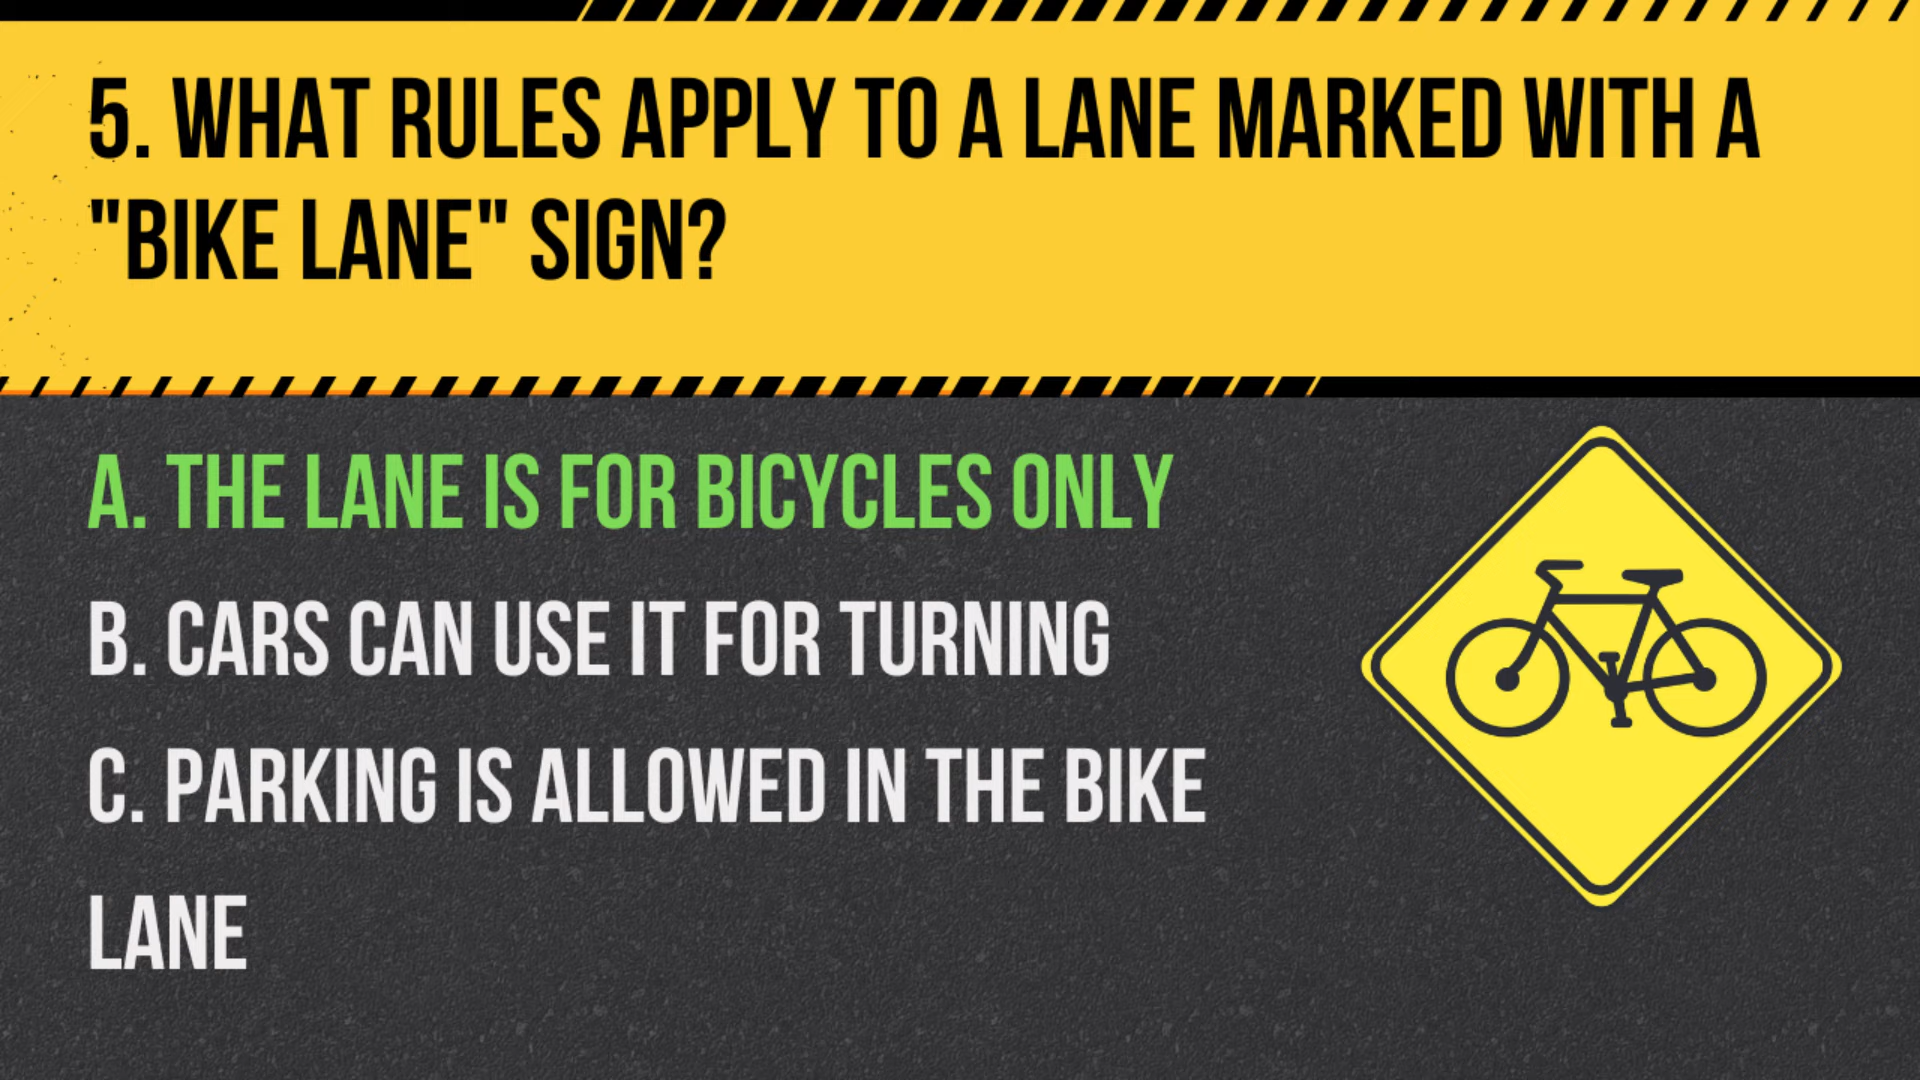 5. WHAT RULES APPLY TO A LANE MARKED WITH A
"BIKE LANE" SIGN?
A. THE LANE IS FOR BICYCLES ONLY
B. CARS CAN USE IT FOR TURNING
C. PARKING IS ALLOWED IN THE BIKE
LANE